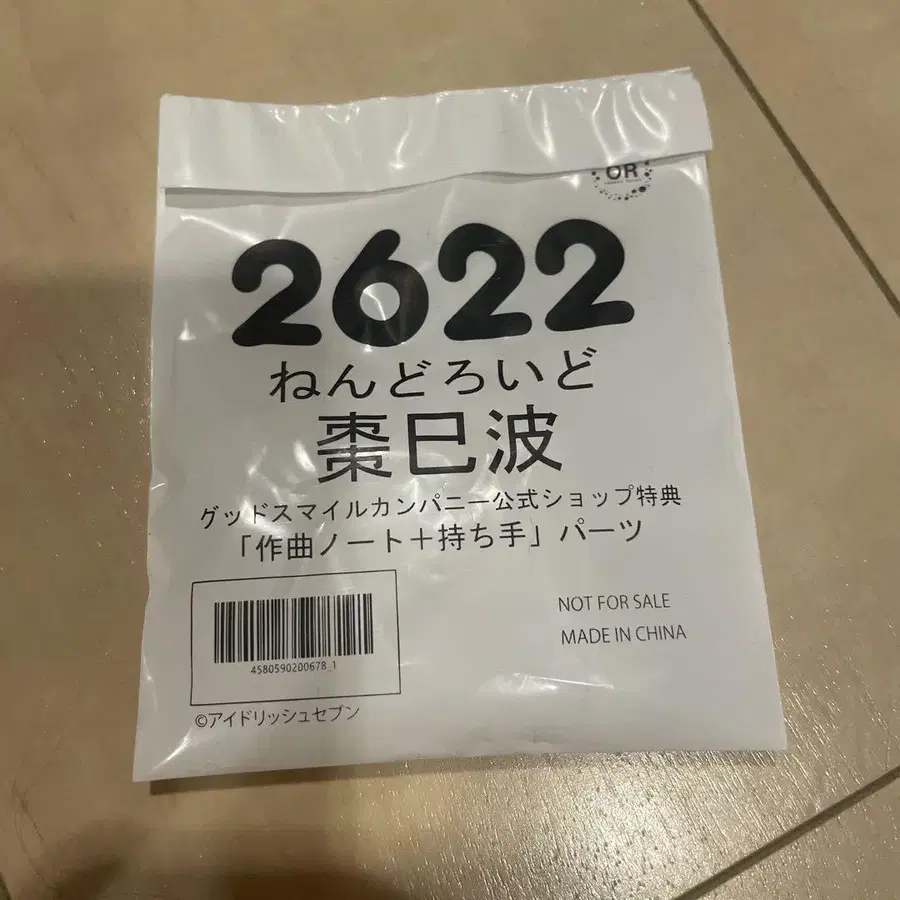 OR
2622
ねんどろいど
棗巳波
グッドスマイルカンパニー公式ショップ特典
「作曲ノート+持ち手」パーツ
NOT FOR SALE
MADE IN CHINA
4580590200678_1
©アイドリッシュセブン